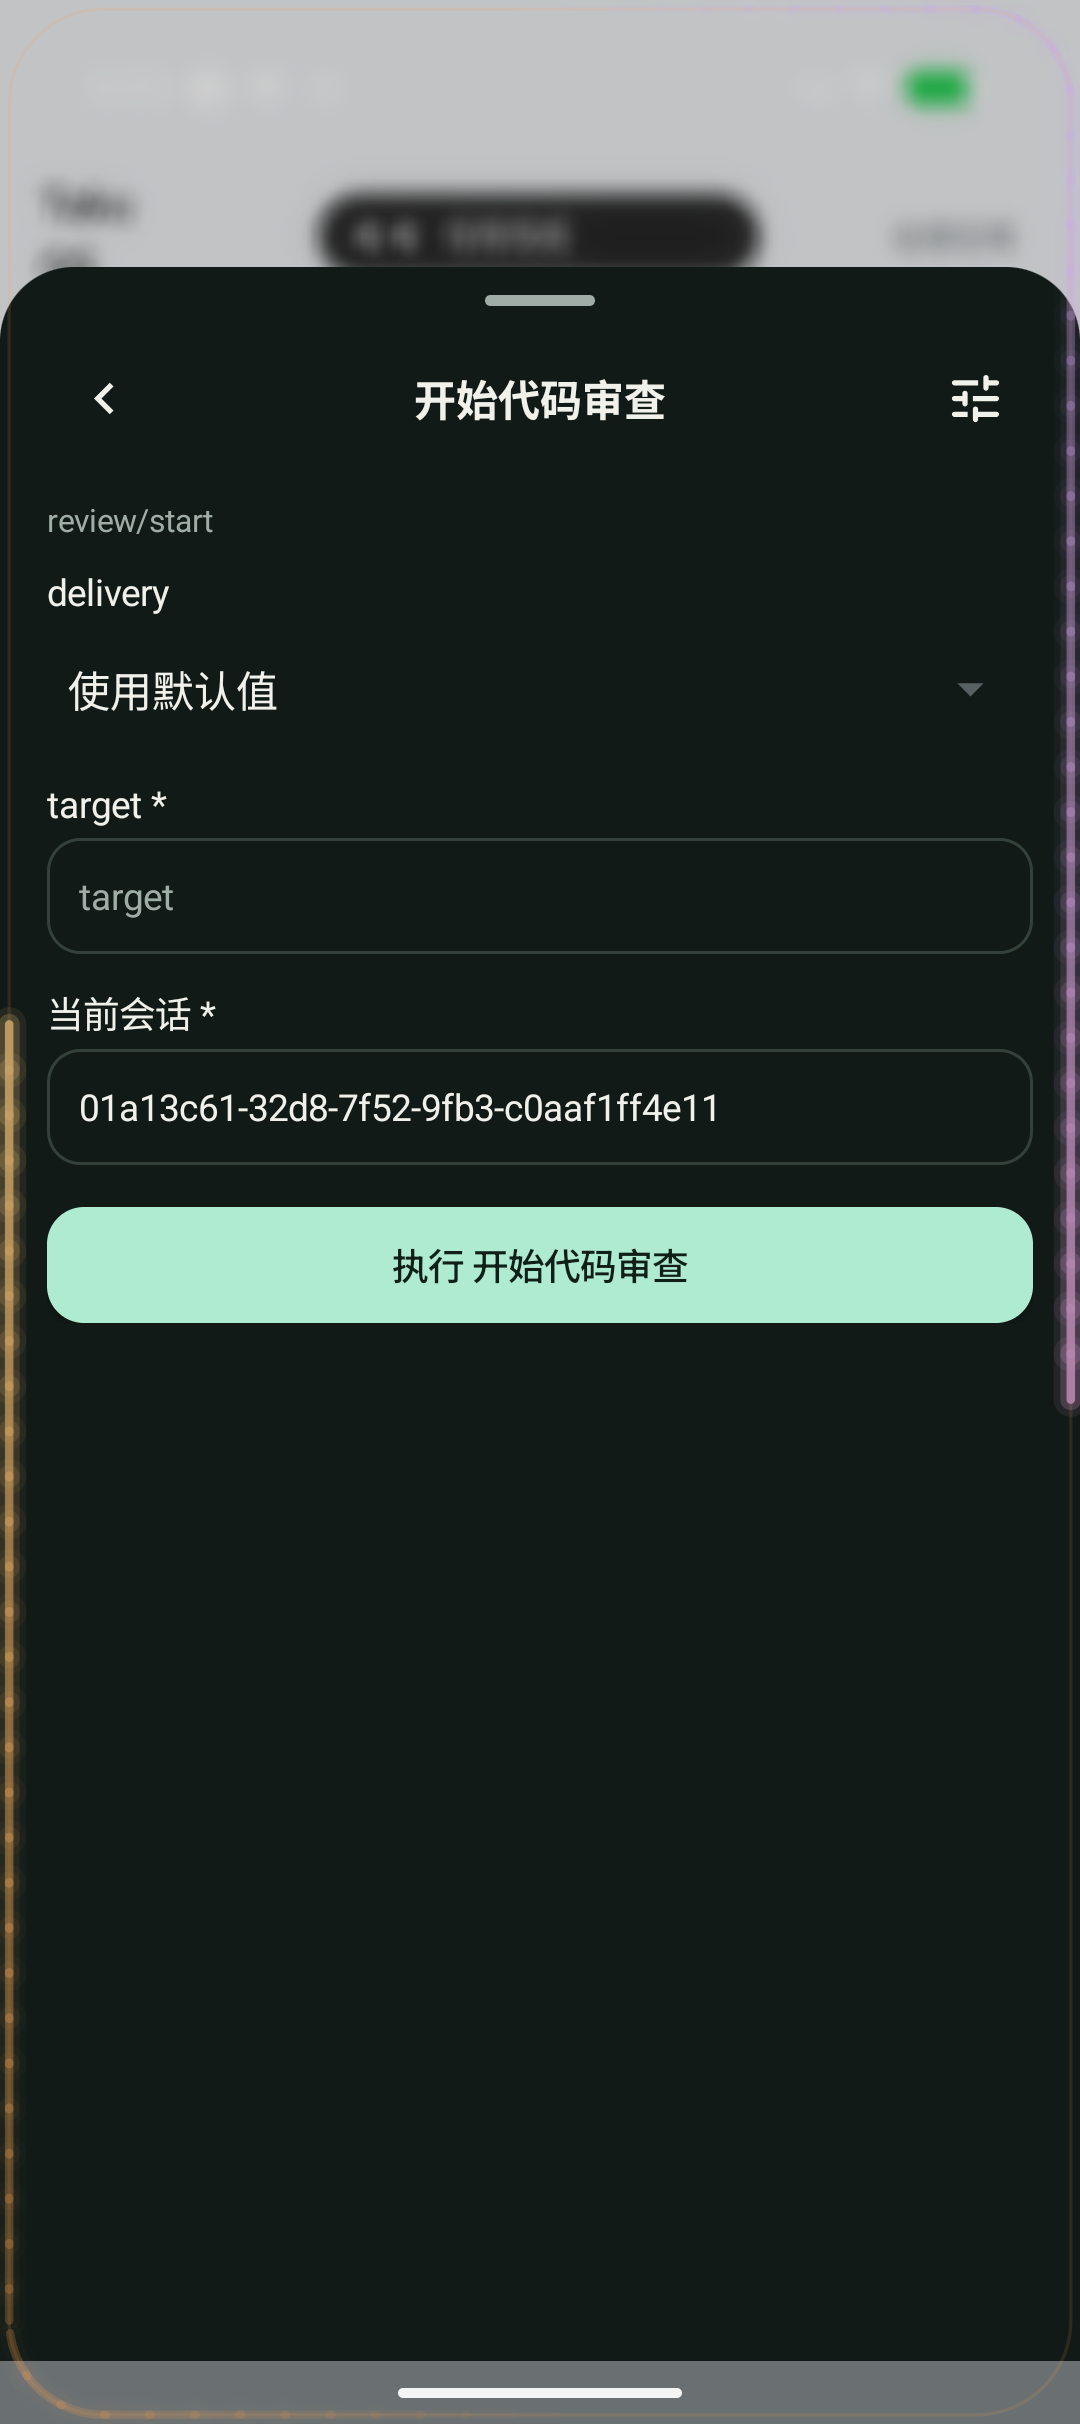 开始代码审查
review/start
delivery
使用默认值
target *
target
当前会话 *
01a13c61-32d8-7f52-9fb3-c0aaf1ff4e11
执行 开始代码审查